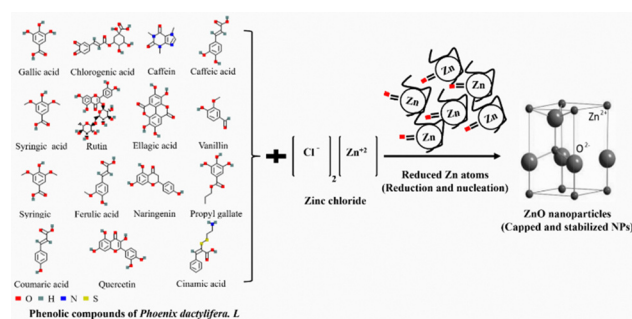 Gallic acid Chlorogenic acid Caffein Caffeic acid
Syringic acid Rutin Ellagic acid Vanillin
Syringic Ferulic acid Naringenin Propyl gallate
Coumaric acid Quercetin Cinamic acid
O H N S
Phenolic compounds of Phoenix dactylifera. L
+ [Cl⁻]₂ [Zn⁺²]
Zinc chloride
Zn Zn Zn Zn Zn Zn
Reduced Zn atoms
(Reduction and nucleation)
Zn²⁺
O²⁻
ZnO nanoparticles
(Capped and stabilized NPs)